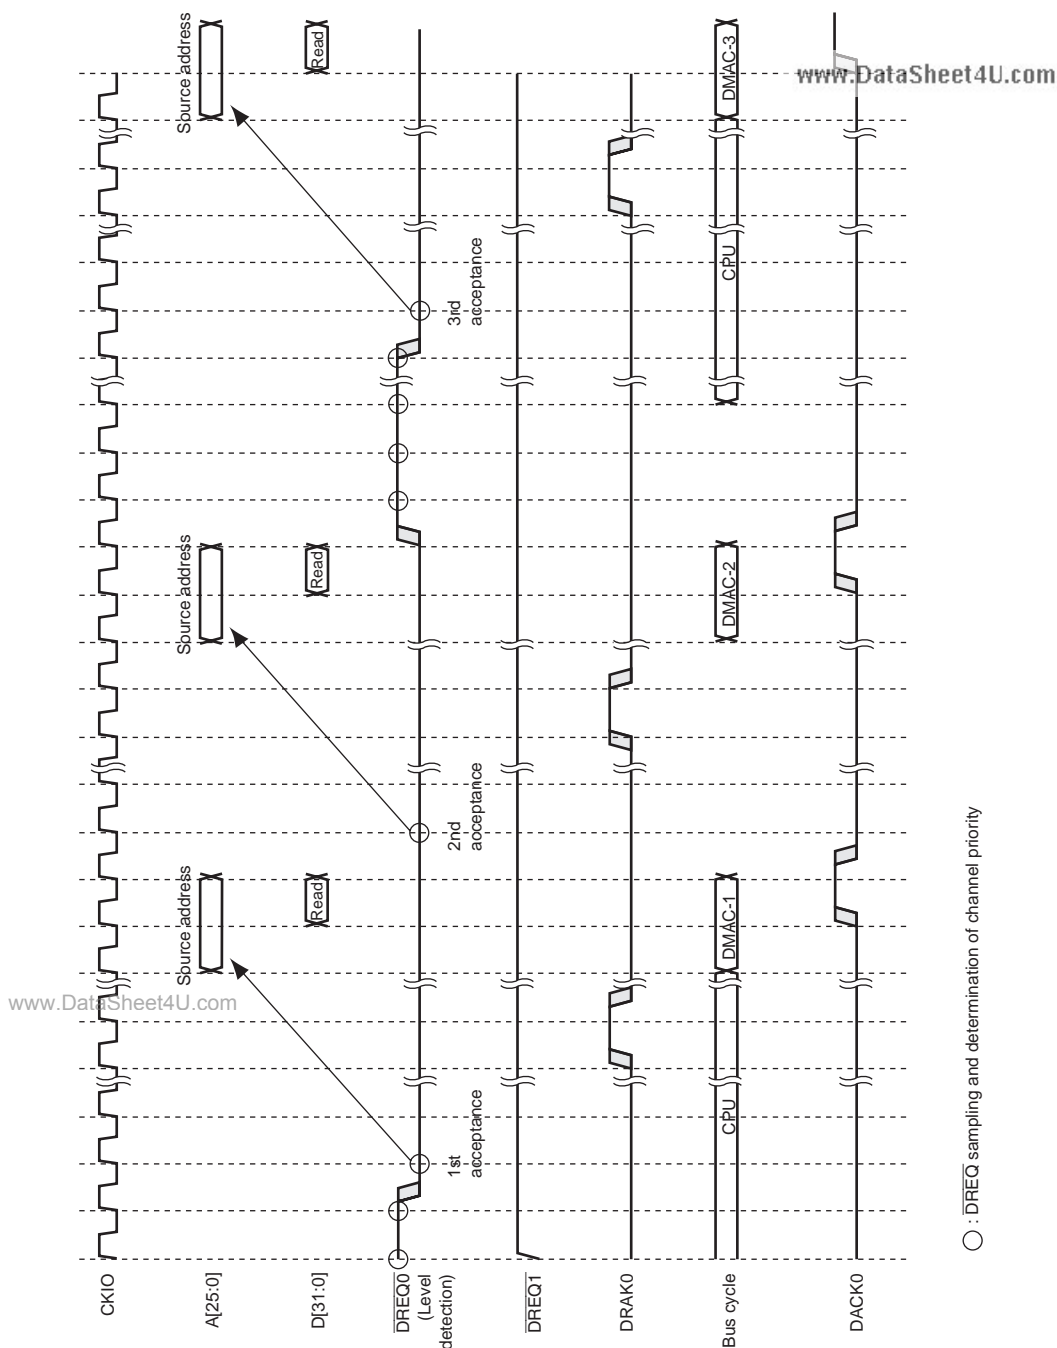 CKIO
A[25:0]
Source address
Source address
Source address
D[31:0]
Read
Read
Read
DREQ0
(Level
detection)
1st
acceptance
2nd
acceptance
3rd
acceptance
DREQ1
DRAK0
Bus cycle
CPU
DMAC-1
DMAC-2
CPU
DMAC-3
DACK0
: DREQ sampling and determination of channel priority
www.DataSheet4U.com
www.DataSheet4U.com